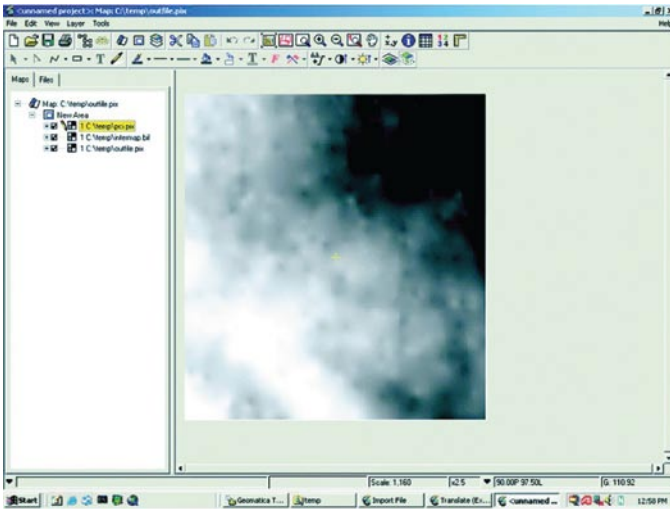 <unnamed project>: Map: C:\temp\outfile.pix
File Edit View Layer Tools
Help
Maps Files
Map: C:\temp\outfile.pix
New Area
1 C:\temp\pci.pix
1 C:\temp\intermap.bil
1 C:\temp\outfile.pix
Scale: 1,160
x2.5
90.00P 97.50L
G: 110.92
Start
Geomatica T...
temp
Import File
Translate (Ex...
<unnamed ...
12:58 PM